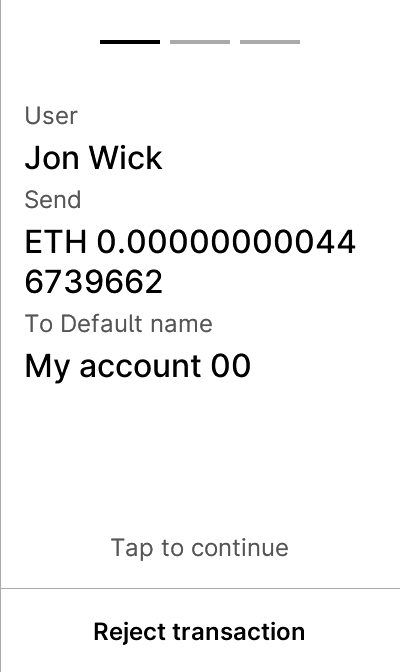 User
Jon Wick
Send
ETH 0.00000000044
6739662
To Default name
My account 00
Tap to continue
Reject transaction